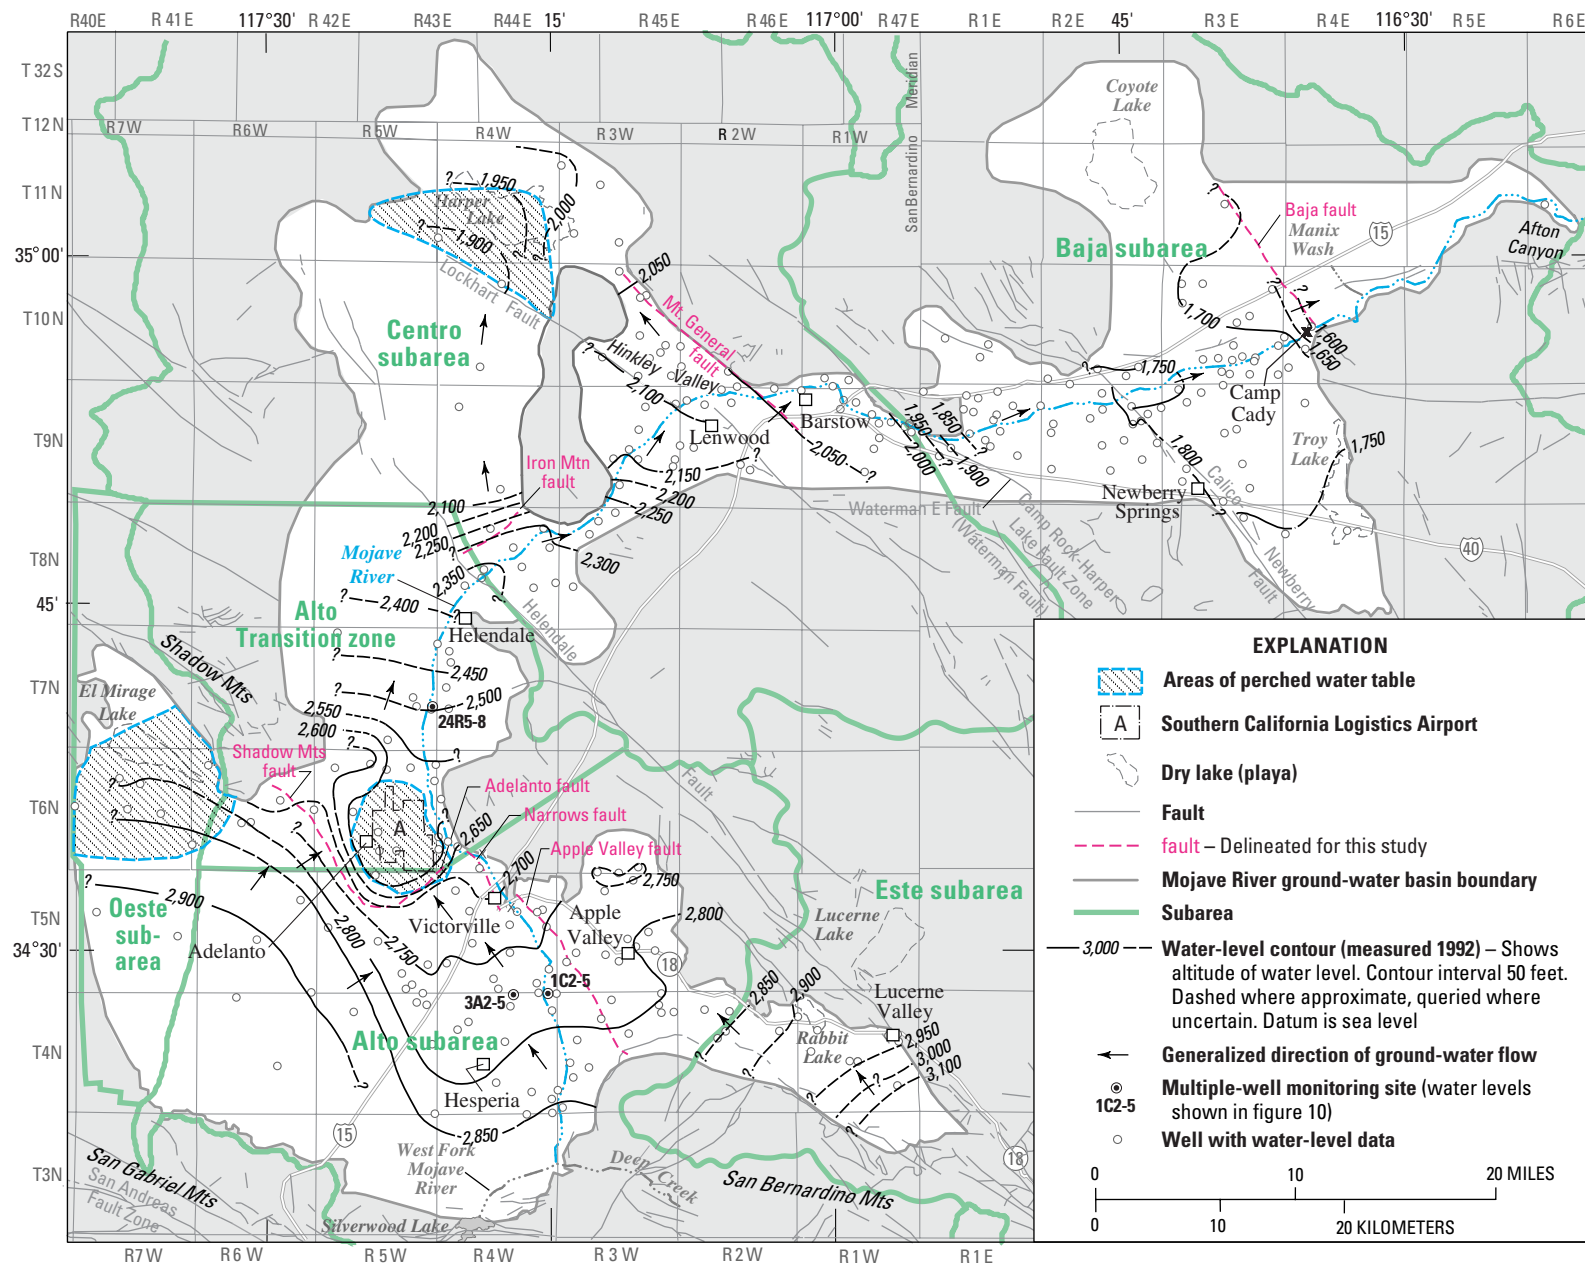 R40E R 41 E 117°30' R 42 E R43E R 44 E 15' R 45E R 46 E 117°00' R 47 E R 1 E R 2 E 45' R 3 E R 4 E 116°30' R 5 E R 6 E
T 32 S
T 12 N
T 11 N
35°00'
T10 N
T9N
T8N
45'
T7N
T6N
T5N
34°30'
T4N
T3N
R7W R6W R 5W R4W R 3W R 2W R1W
San Bernardino Meridian
Coyote
Lake
Harper
Lake
1,950
2,000
1,900
Lockhart Fault
Centro
subarea
2,050
Mt. General
fault
Hinkley Valley
2,100
Lenwood
Barstow
2,050
Baja fault
Manix
Wash
15
Afton
Canyon
Baja subarea
1,700
1,600
1,650
1,750
Camp
Cady
1,950
1,850
2,000
1,900
1,800
Troy
Lake
1,750
Calico
Newberry
Fault
Newberry
Springs
40
Waterman E Fault
(Waterman Fault)
Camp Rock-Harper
Lake Fault Zone
Iron Mtn
fault
2,150
2,200
2,250
2,300
2,100
2,200
2,250
Mojave
River
2,350
2,400
Helendale
Helendale
Fault
Alto
Transition zone
2,450
2,500
24R5-8
2,550
2,600
Shadow Mts
El Mirage
Lake
Shadow Mts
fault
A
Adelanto fault
Narrows fault
2,650
Apple Valley fault
2,700
2,750
Victorville
Apple
Valley
2,800
18
Oeste
sub-
area
2,900
Adelanto
2,800
2,750
3A2-5
1C2-5
Alto subarea
Hesperia
2,850
Este subarea
Lucerne
Lake
2,850
2,900
Lucerne
Valley
Rabbit
Lake
2,950
3,000
3,100
15
West Fork
Mojave
River
Deep Creek
San Bernardino Mts
18
San Gabriel Mts
San Andreas
Fault Zone
Silverwood Lake
R7W R 6W R 5W R 4W R 3W R2W R 1W R 1 E
EXPLANATION
Areas of perched water table
A Southern California Logistics Airport
Dry lake (playa)
Fault
fault – Delineated for this study
Mojave River ground-water basin boundary
Subarea
3,000 Water-level contour (measured 1992) – Shows
altitude of water level. Contour interval 50 feet.
Dashed where approximate, queried where
uncertain. Datum is sea level
Generalized direction of ground-water flow
Multiple-well monitoring site (water levels
1C2-5 shown in figure 10)
Well with water-level data
0 10 20 MILES
0 10 20 KILOMETERS